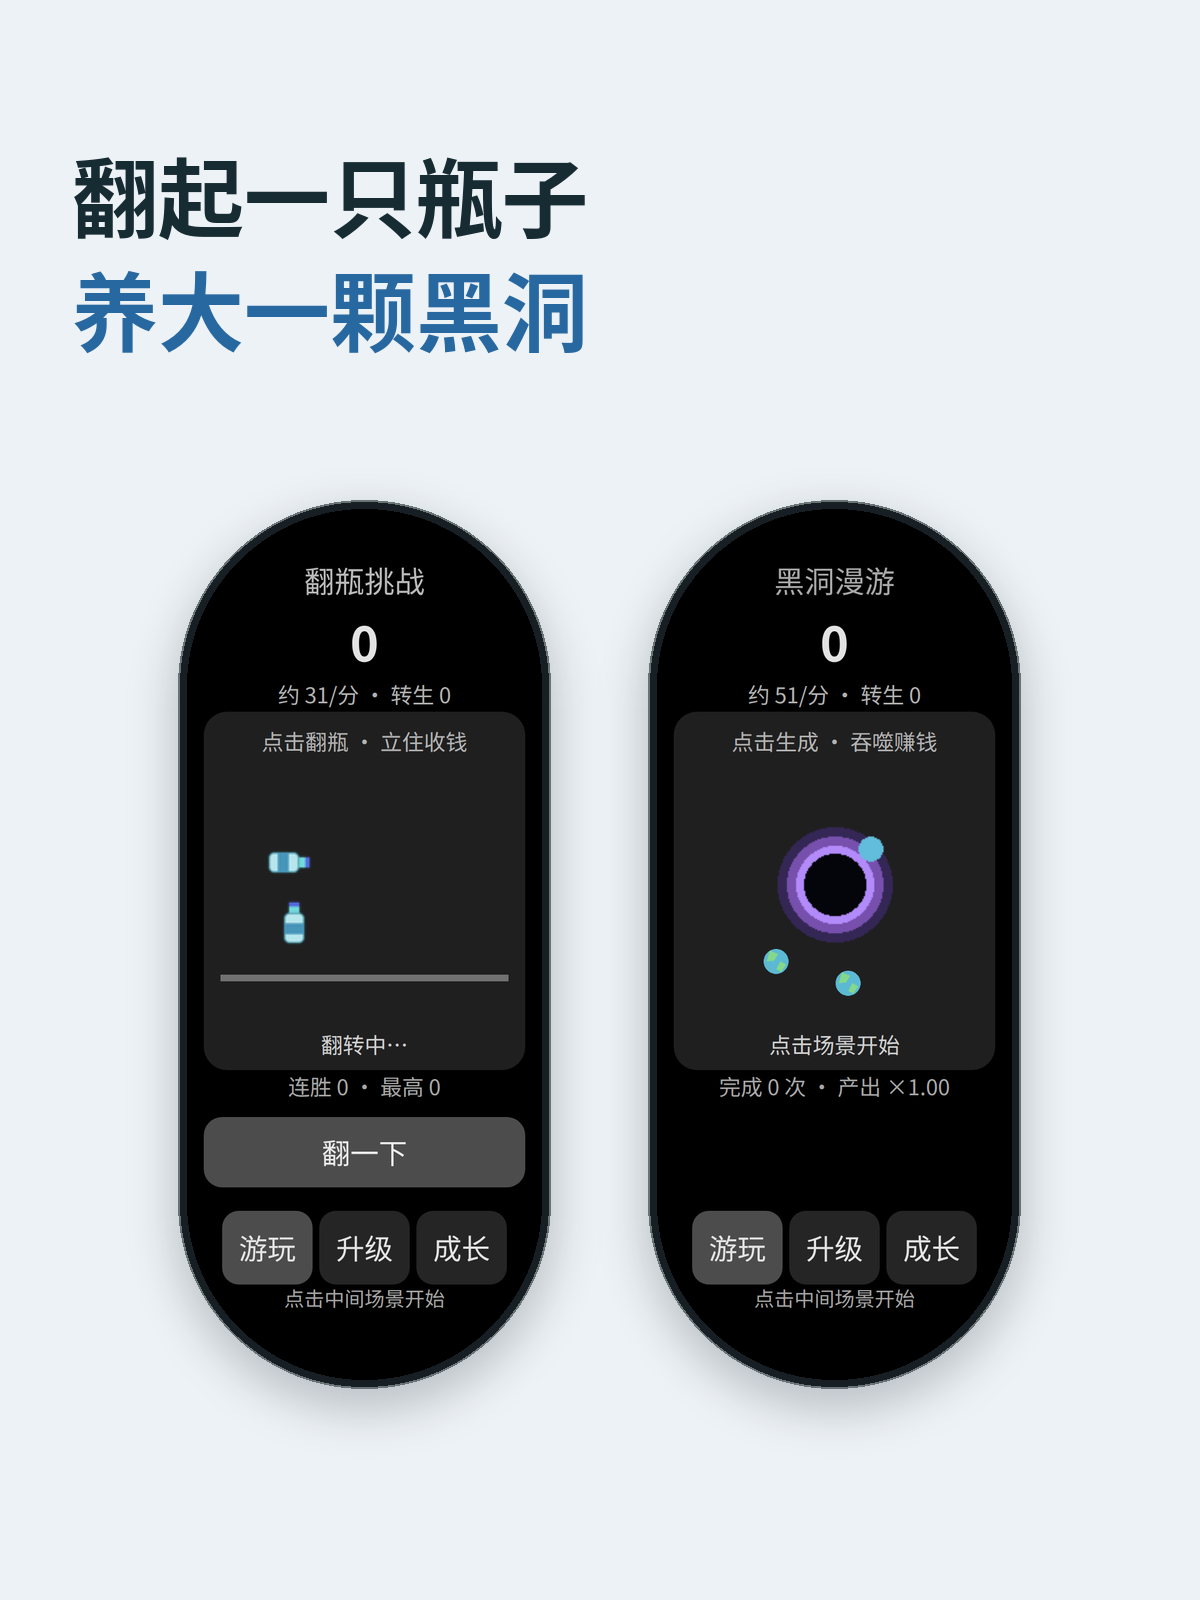 翻起一只瓶子
养大一颗黑洞
翻瓶挑战
0
约 31/分 · 转生 0
点击翻瓶 · 立住收钱
翻转中…
连胜 0 · 最高 0
翻一下
游玩 升级 成长
点击中间场景开始
黑洞漫游
0
约 51/分 · 转生 0
点击生成 · 吞噬赚钱
点击场景开始
完成 0 次 · 产出 ×1.00
游玩 升级 成长
点击中间场景开始